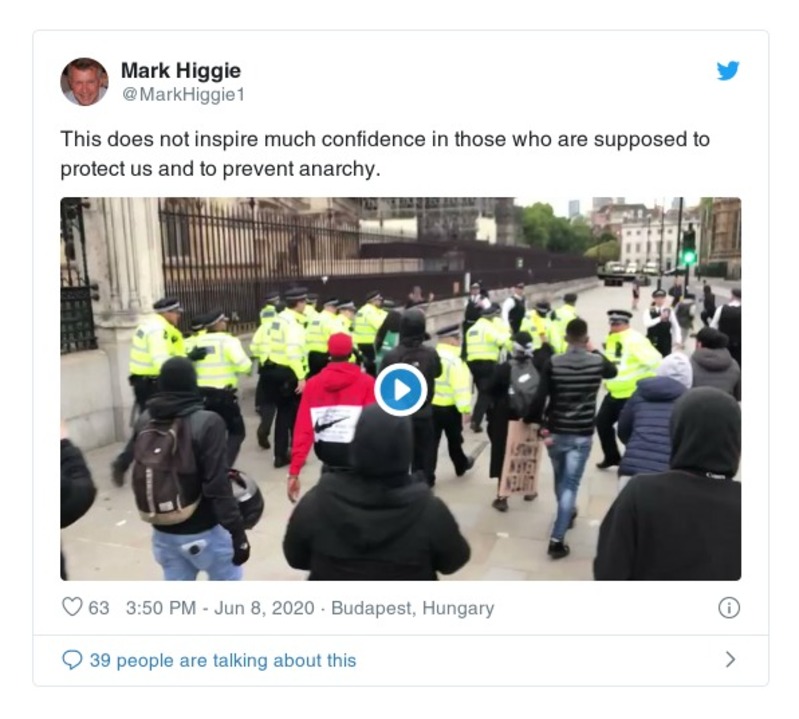 Mark Higgie
@MarkHiggie1
This does not inspire much confidence in those who are supposed to
protect us and to prevent anarchy.
63 3:50 PM - Jun 8, 2020 · Budapest, Hungary
39 people are talking about this